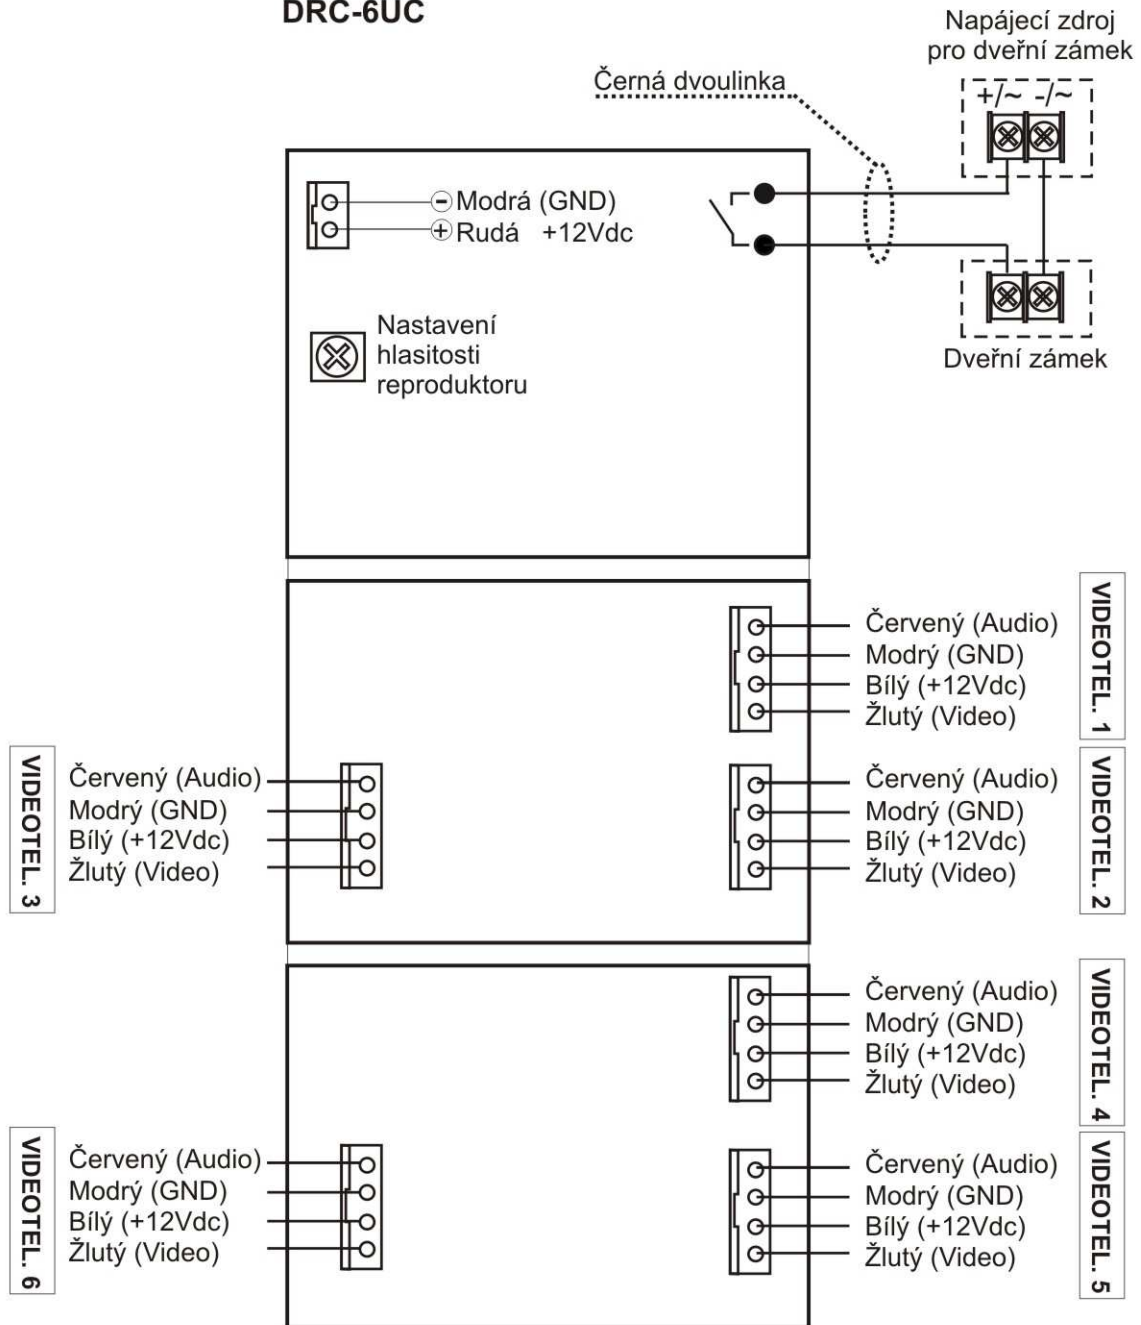 DRC-6UC
Napájecí zdroj
pro dveřní zámek
Černá dvoulinka
+/~ -/~
- Modrá (GND)
+ Rudá +12Vdc
Nastavení
hlasitosti
reproduktoru
Dveřní zámek
Červený (Audio)
Modrý (GND)
Bílý (+12Vdc)
Žlutý (Video)
VIDEOTEL. 1
VIDEOTEL. 3
Červený (Audio)
Modrý (GND)
Bílý (+12Vdc)
Žlutý (Video)
Červený (Audio)
Modrý (GND)
Bílý (+12Vdc)
Žlutý (Video)
VIDEOTEL. 2
Červený (Audio)
Modrý (GND)
Bílý (+12Vdc)
Žlutý (Video)
VIDEOTEL. 4
VIDEOTEL. 6
Červený (Audio)
Modrý (GND)
Bílý (+12Vdc)
Žlutý (Video)
Červený (Audio)
Modrý (GND)
Bílý (+12Vdc)
Žlutý (Video)
VIDEOTEL. 5